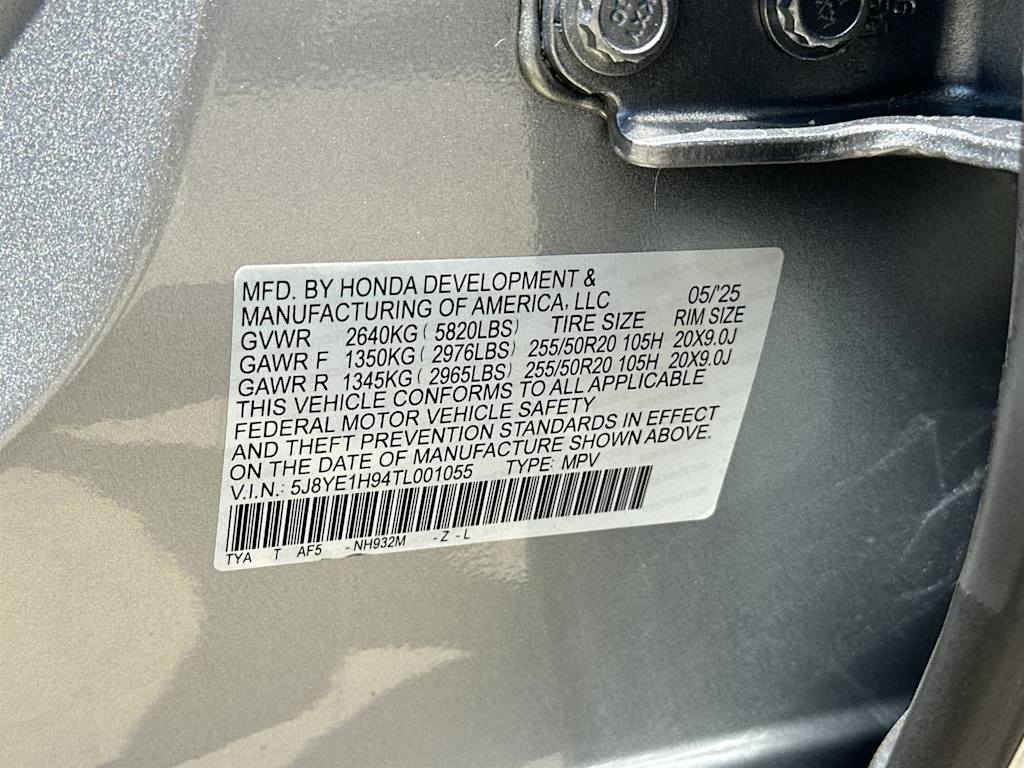 MFD. BY HONDA DEVELOPMENT &
MANUFACTURING OF AMERICA, LLC 05/'25
GVWR 2640KG ( 5820LBS) TIRE SIZE RIM SIZE
GAWR F 1350KG ( 2976LBS) 255/50R20 105H 20X9.0J
GAWR R 1345KG ( 2965LBS) 255/50R20 105H 20X9.0J
THIS VEHICLE CONFORMS TO ALL APPLICABLE
FEDERAL MOTOR VEHICLE SAFETY
AND THEFT PREVENTION STANDARDS IN EFFECT
ON THE DATE OF MANUFACTURE SHOWN ABOVE.
V.I.N.: 5J8YE1H94TL001055 TYPE: MPV
TYA T AF5 -NH932M -Z -L